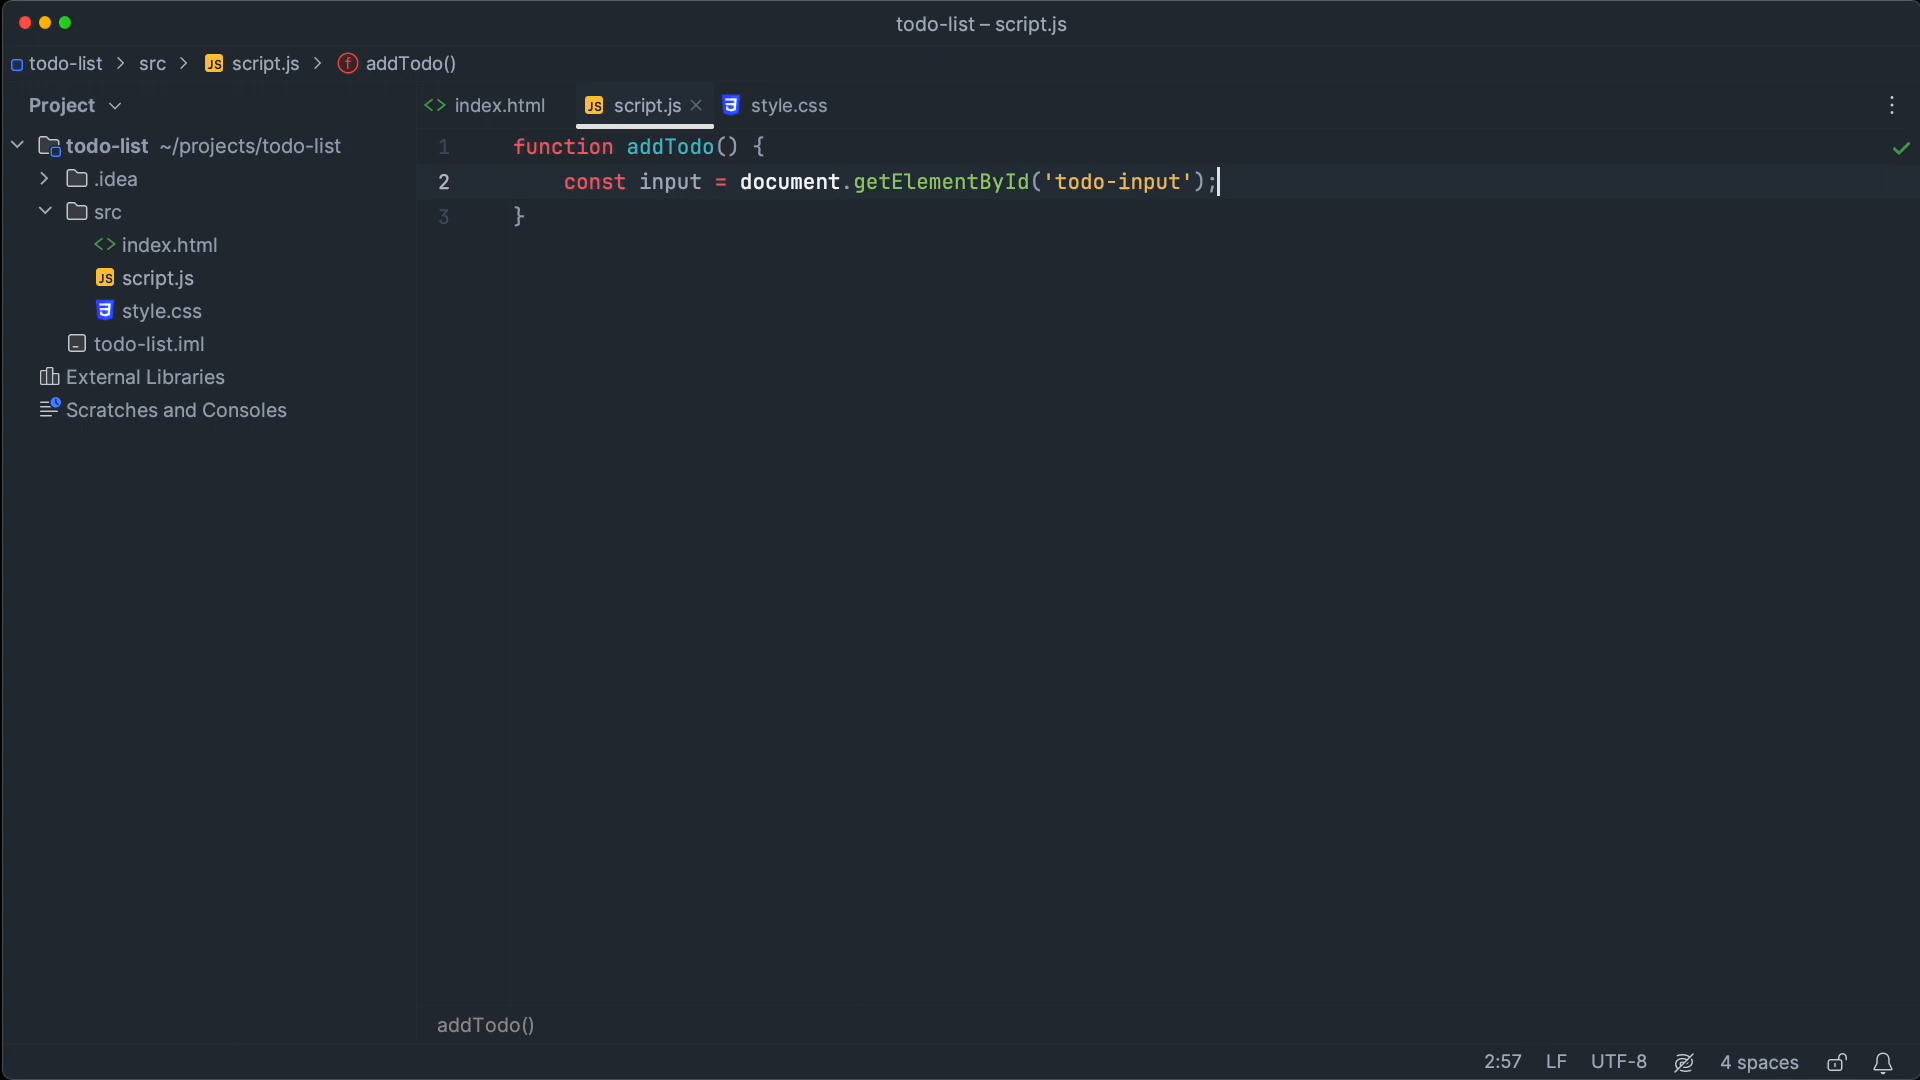 todo-list – script.js
todo-list > src > JS script.js > f addTodo()
Project
index.html
JS script.js
style.css
todo-list ~/projects/todo-list
.idea
src
index.html
JS script.js
style.css
todo-list.iml
External Libraries
Scratches and Consoles
1 function addTodo() {
2 const input = document.getElementById('todo-input');
3 }
addTodo()
2:57 LF UTF-8 4 spaces